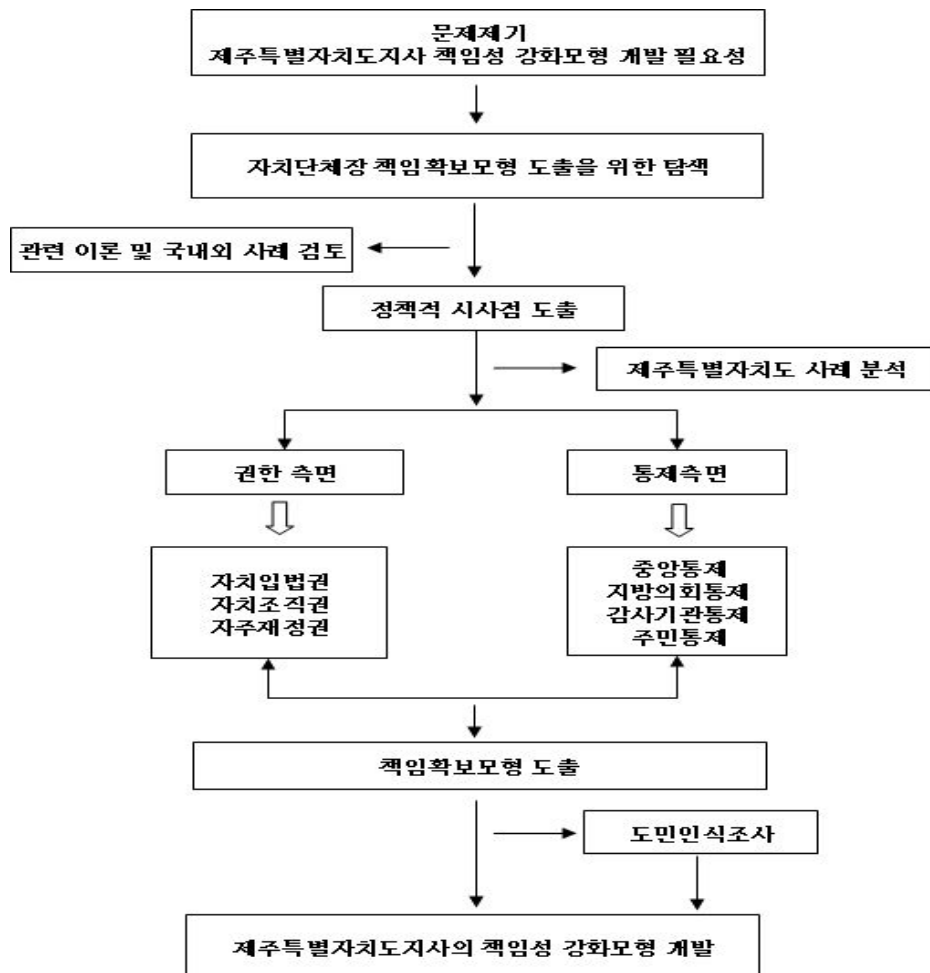 문제제기
제주특별자치도지사 책임성 강화모형 개발 필요성
자치단체장 책임확보모형 도출을 위한 탐색
관련 이론 및 국내외 사례 검토
정책적 시사점 도출
제주특별자치도 사례 분석
권한 측면
통제측면
자치입법권
자치조직권
자주재정권
중앙통제
지방의회통제
감사기관통제
주민통제
책임확보모형 도출
도민인식조사
제주특별자치도지사의 책임성 강화모형 개발